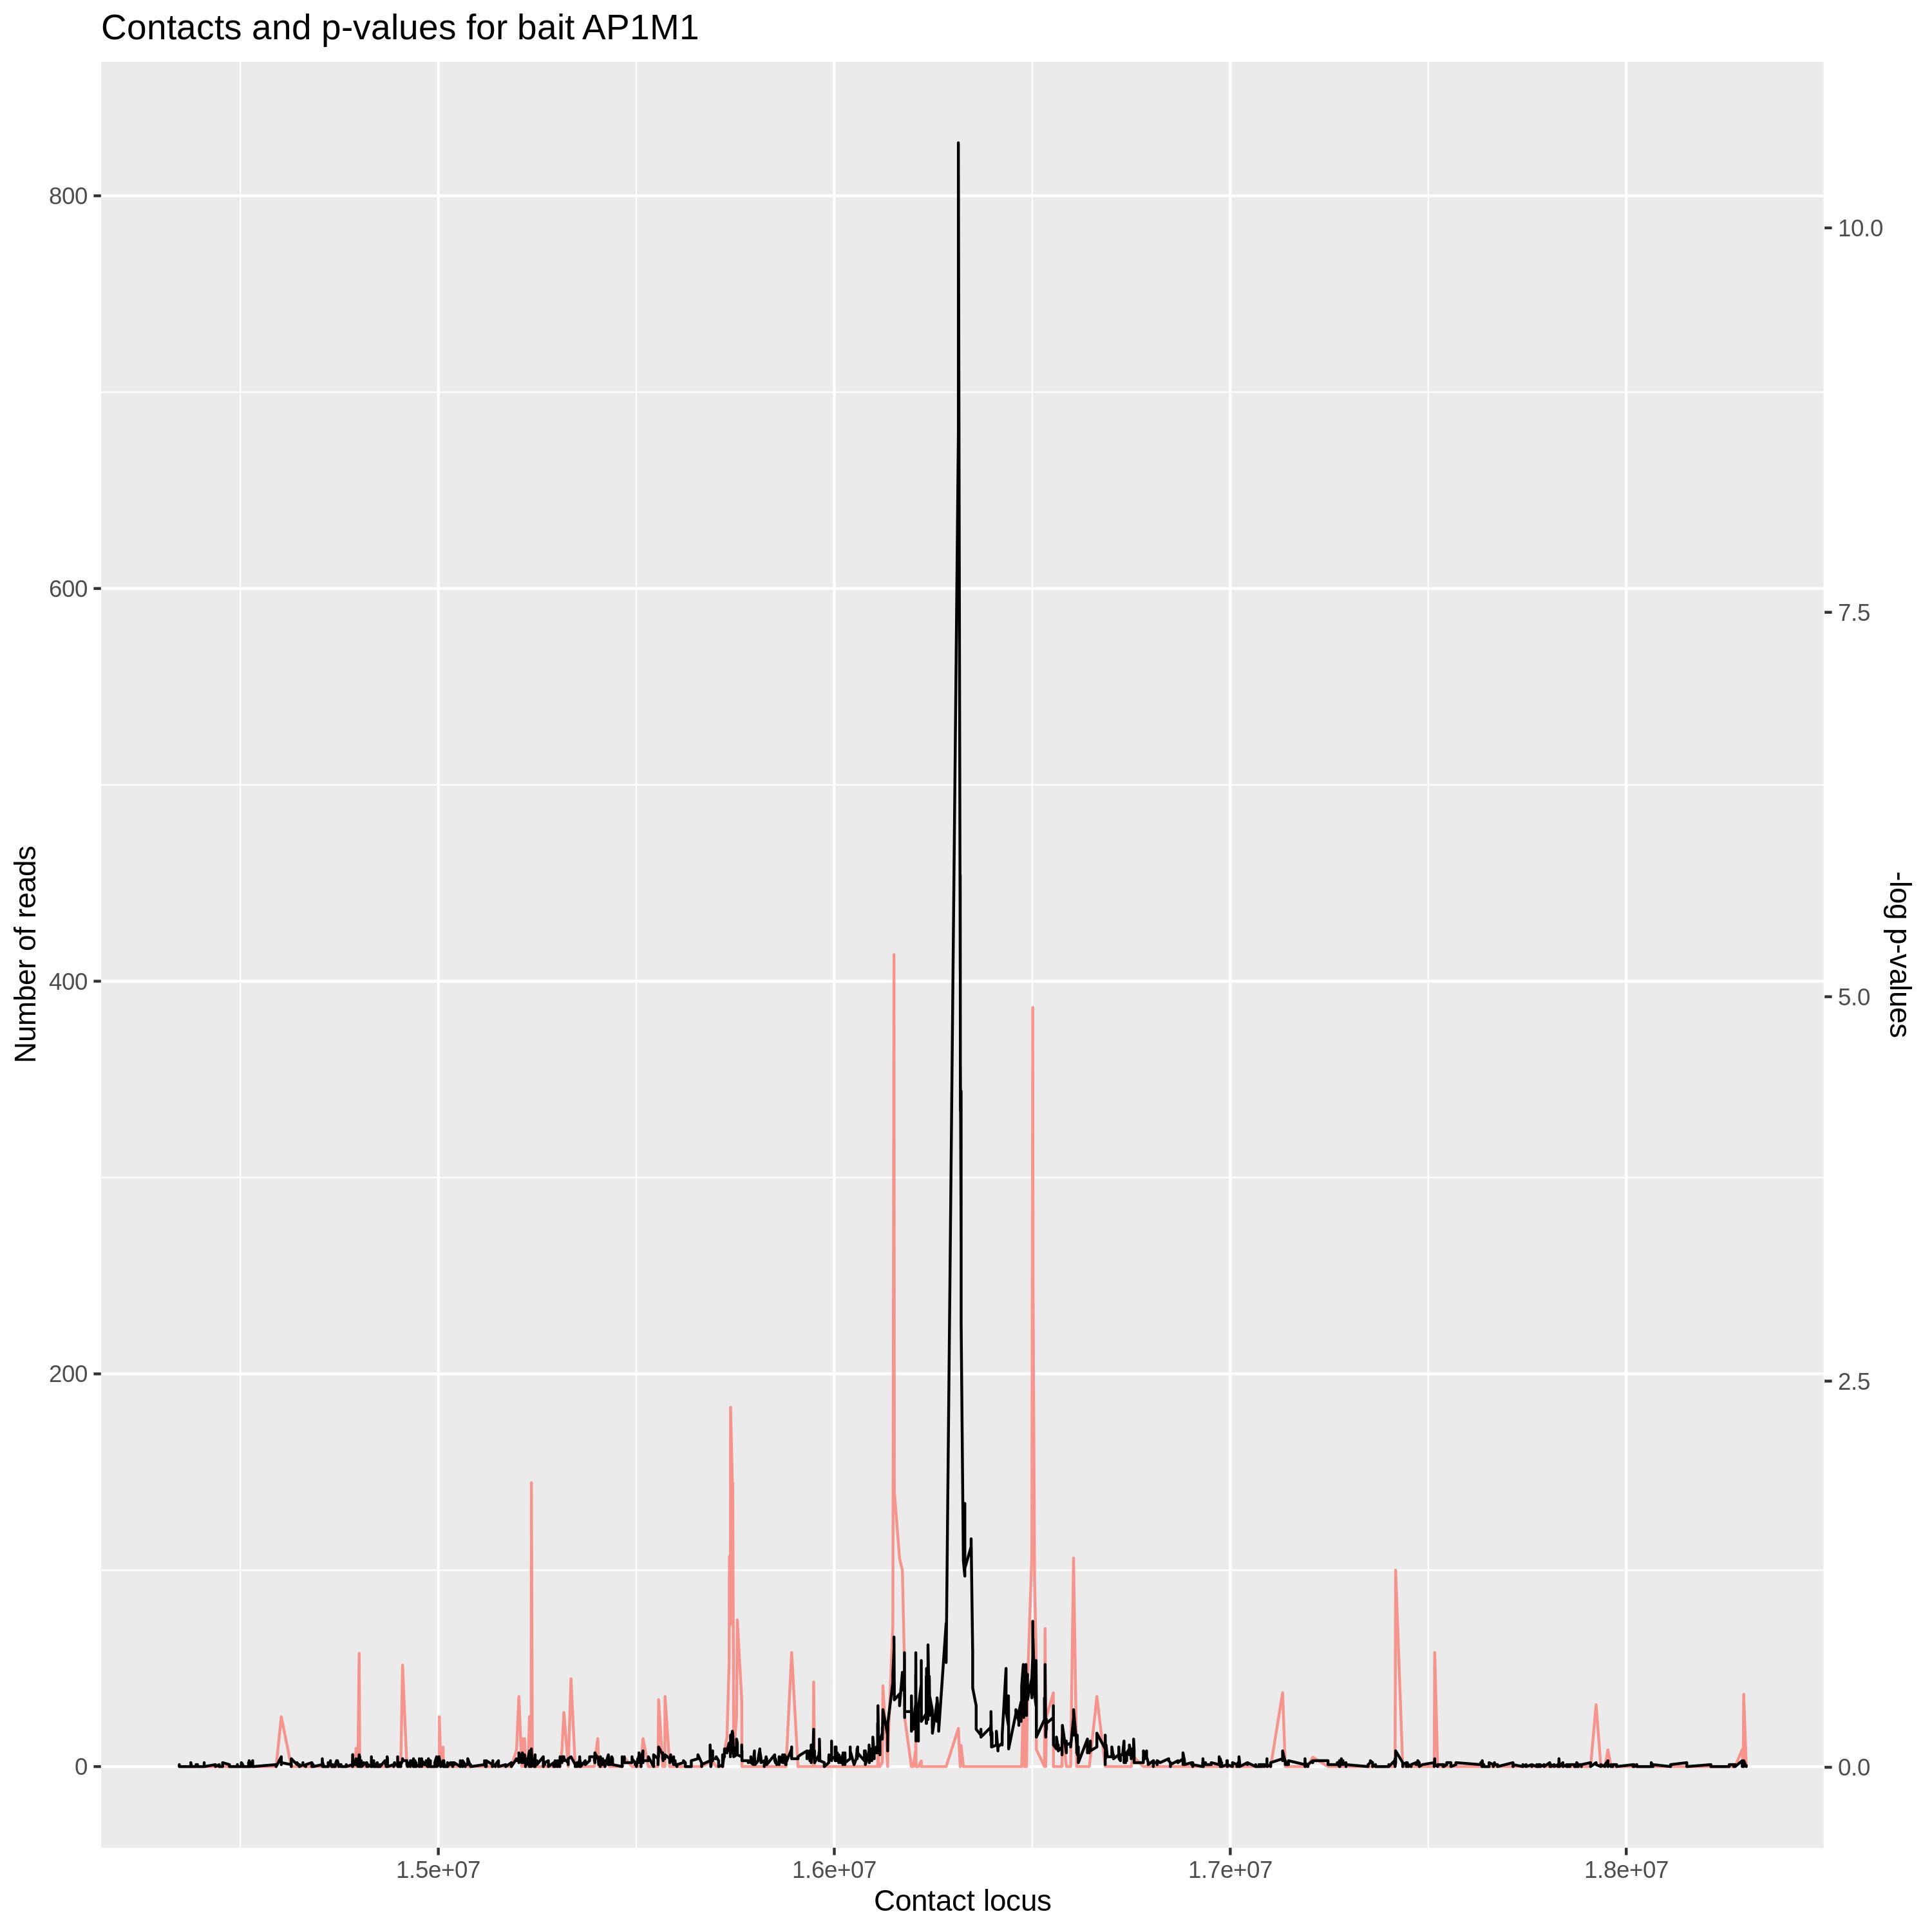 Contacts and p-values for bait AP1M1
800
600
400
200
0
Number of reads
10.0
7.5
5.0
2.5
0.0
-log p-values
1.5e+07
1.6e+07
1.7e+07
1.8e+07
Contact locus